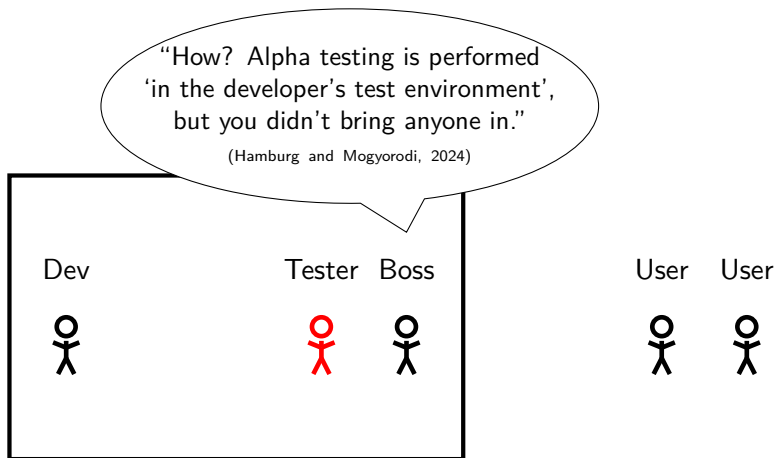 “How? Alpha testing is performed
‘in the developer’s test environment’,
but you didn’t bring anyone in.”
(Hamburg and Mogyorodi, 2024)
Dev Tester Boss User User